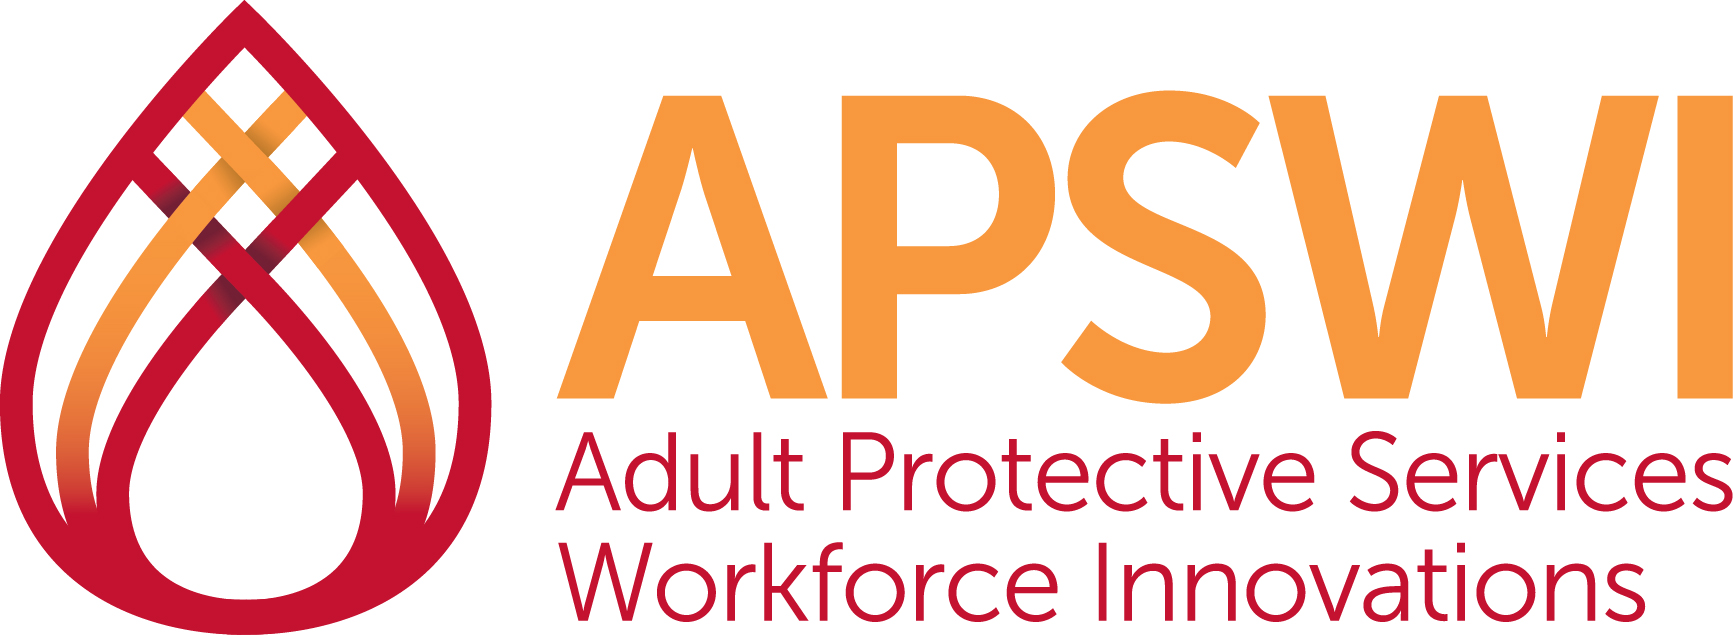 APSWI
Adult Protective Services
Workforce Innovations